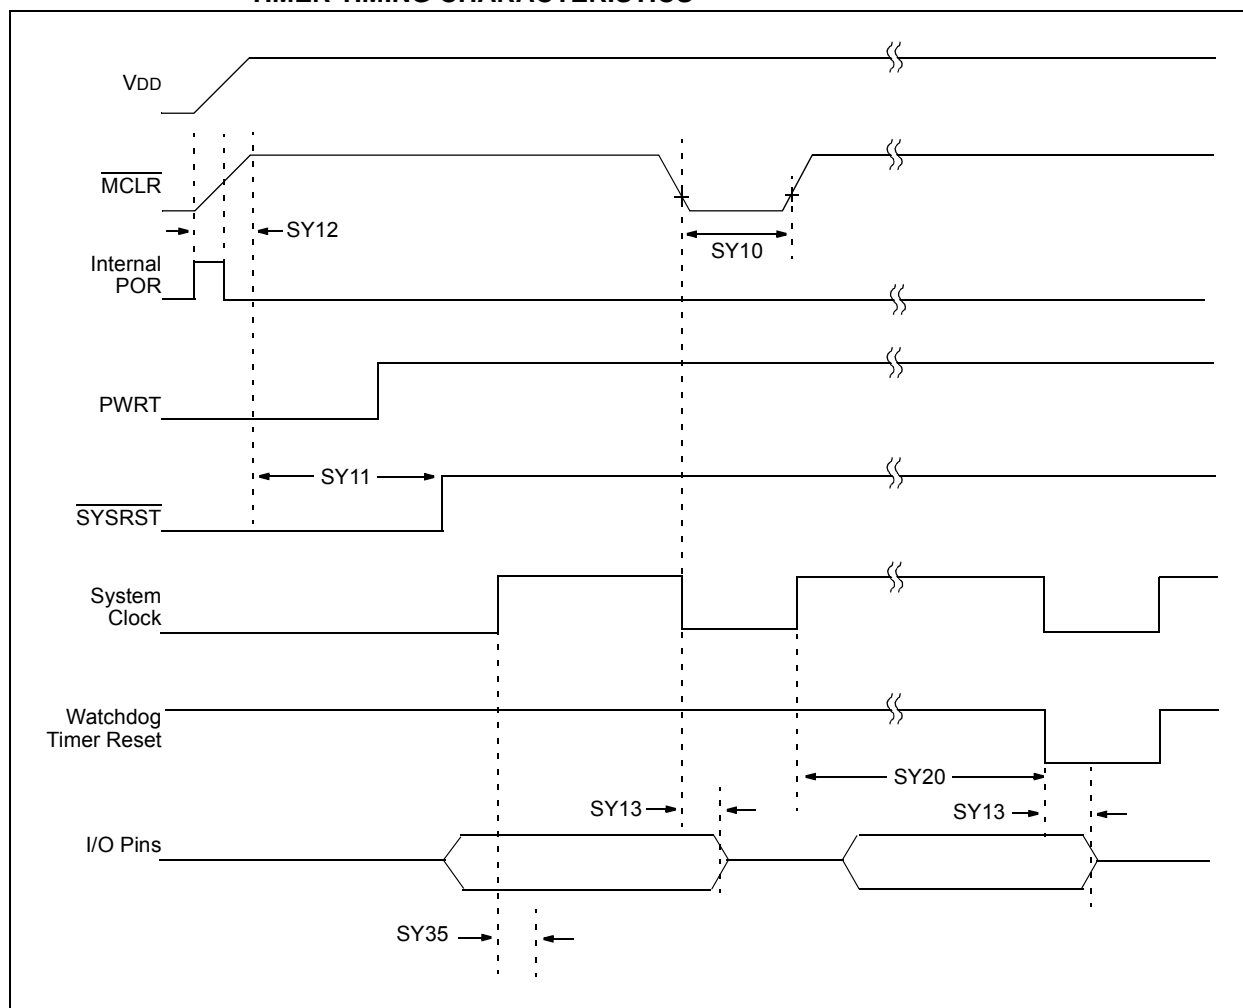 TIMER TIMING CHARACTERISTICS
VDD
MCLR
SY12
SY10
Internal
POR
PWRT
SY11
SYSRST
System
Clock
Watchdog
Timer Reset
SY20
SY13
SY13
I/O Pins
SY35